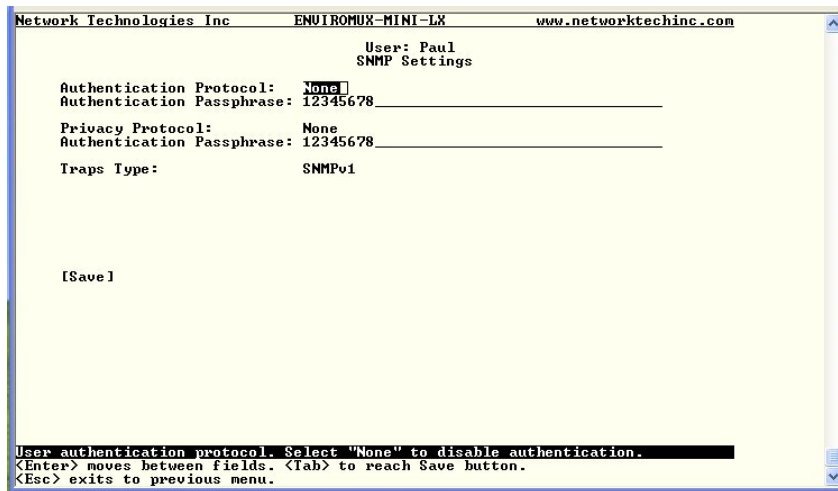 Network Technologies Inc ENVIROMUX-MINI-LX www.networktechinc.com
User: Paul
SNMP Settings
Authentication Protocol: None
Authentication Passphrase: 12345678
Privacy Protocol: None
Authentication Passphrase: 12345678
Traps Type: SNMPv1
[Save]
User authentication protocol. Select "None" to disable authentication.
<Enter> moves between fields. <Tab> to reach Save button.
<Esc> exits to previous menu.